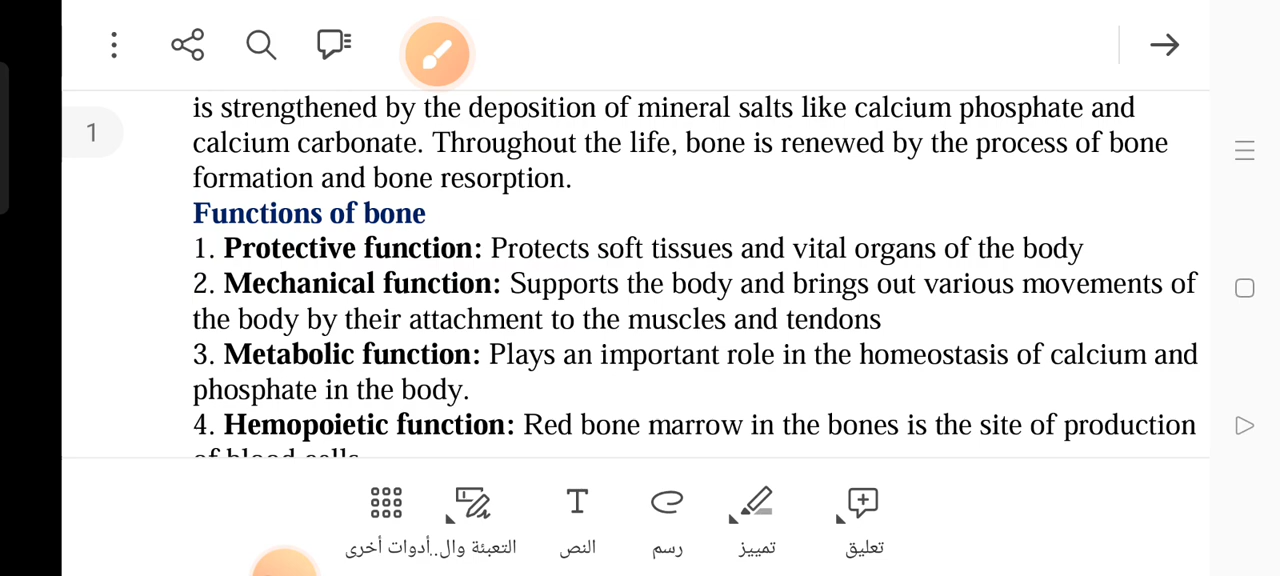 1
is strengthened by the deposition of mineral salts like calcium phosphate and
calcium carbonate. Throughout the life, bone is renewed by the process of bone
formation and bone resorption.
Functions of bone
1. Protective function: Protects soft tissues and vital organs of the body
2. Mechanical function: Supports the body and brings out various movements of
the body by their attachment to the muscles and tendons
3. Metabolic function: Plays an important role in the homeostasis of calcium and
phosphate in the body.
4. Hemopoietic function: Red bone marrow in the bones is the site of production
of blood cells
تعليق
تمييز
رسم
النص
التعبئة وال..
أدوات أخرى